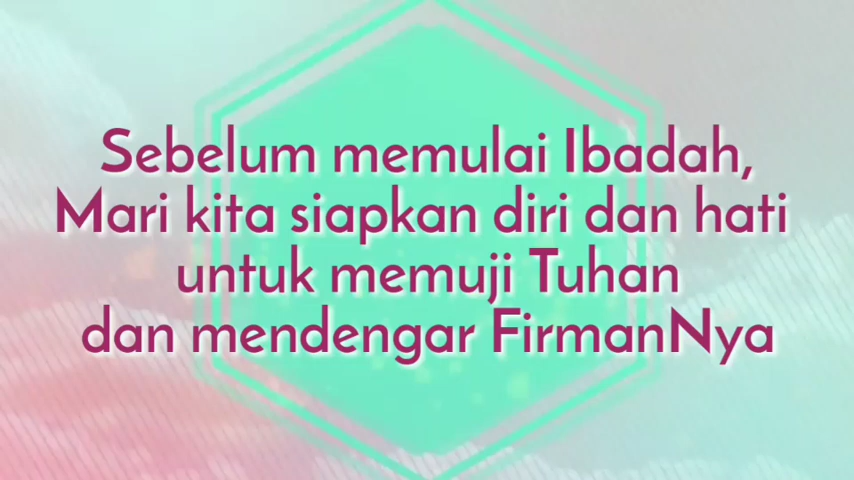 Sebelum memulai Ibadah,
Mari kita siapkan diri dan hati
untuk memuji Tuhan
dan mendengar FirmanNya